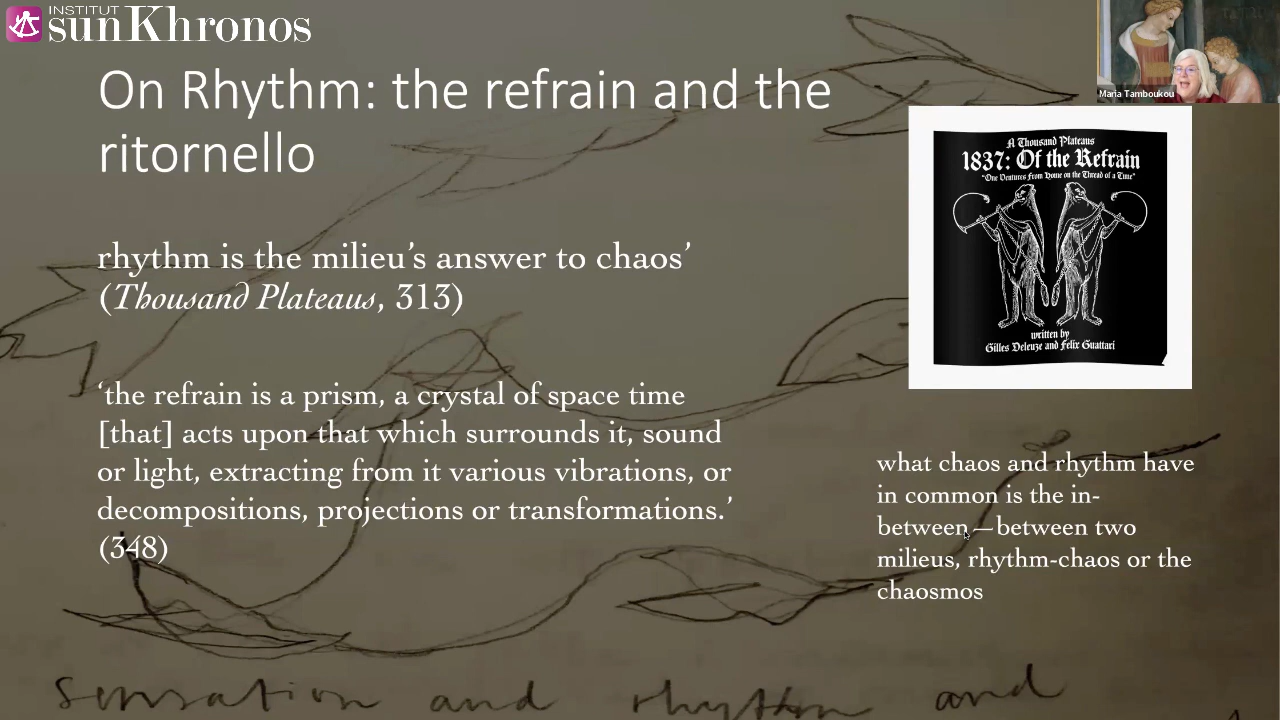 INSTITUT
sunKhronos
On Rhythm: the refrain and the
ritornello
rhythm is the milieu’s answer to chaos’
(Thousand Plateaus, 313)
‘the refrain is a prism, a crystal of space time
[that] acts upon that which surrounds it, sound
or light, extracting from it various vibrations, or
decompositions, projections or transformations.’
(348)
Maria Tamboukou
A Thousand Plateaus
1837: Of the Refrain
“One Ventures From Home on the Thread of a Tune”
written by
Gilles Deleuze and Felix Guattari
what chaos and rhythm have
in common is the in-
between—between two
milieus, rhythm-chaos or the
chaosmos
sensation and rhythm and